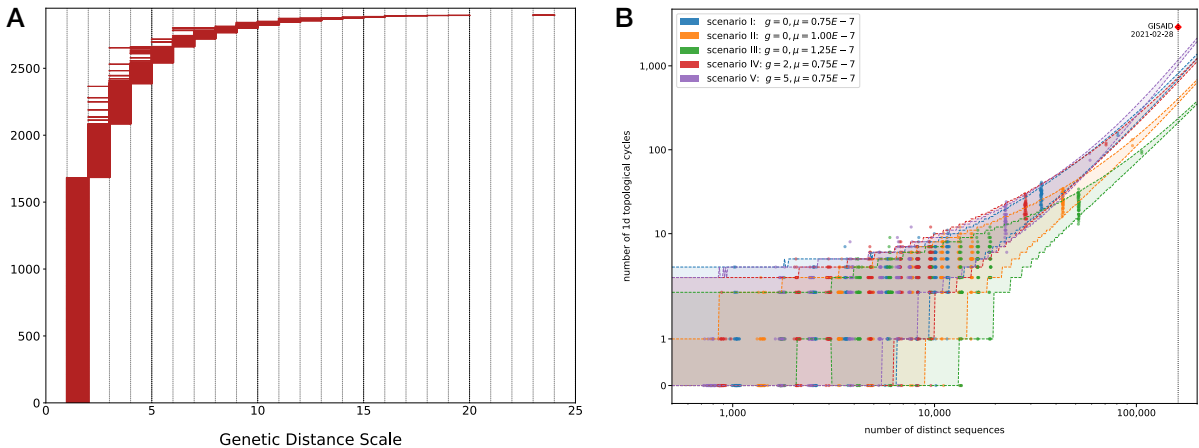 A
2500
2000
1500
1000
500
0
0
5
10
15
20
25
Genetic Distance Scale
B
scenario I: g = 0, μ = 0.75E − 7
scenario II: g = 0, μ = 1.00E − 7
scenario III: g = 0, μ = 1.25E − 7
scenario IV: g = 2, μ = 0.75E − 7
scenario V: g = 5, μ = 0.75E − 7
GISAID
2021-02-28
number of 1d topological cycles
1,000
100
10
1
0
1,000
10,000
100,000
number of distinct sequences